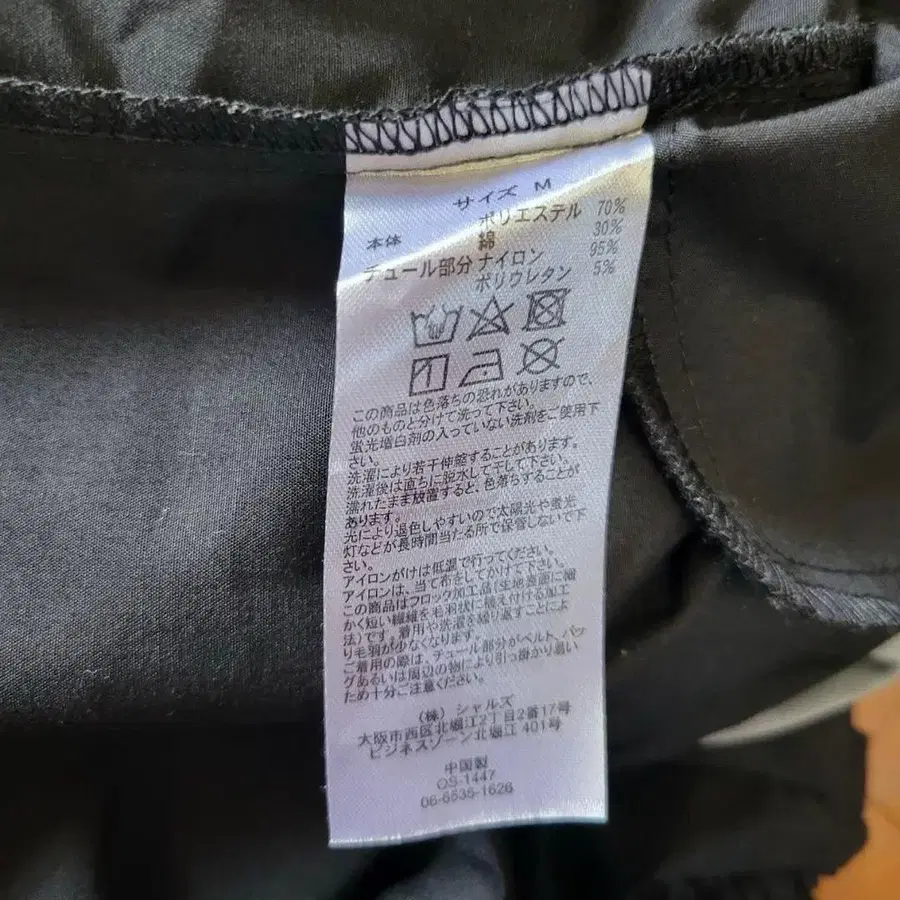 サイズ M
本体 ポリエステル 70%
綿 30%
チュール部分 ナイロン 95%
ポリウレタン 5%
この商品は色落ちの恐れがありますので、
他のものと分けて洗って下さい。
蛍光増白剤の入っていない洗剤をご使用下
さい。
洗濯により若干伸縮することがあります。
洗濯後は直ちに脱水して干して下さい。
濡れたまま放置すると、色落ちすることが
あります。
光により退色しやすいので太陽光や蛍光
灯などが長時間当たる所で保管しないで下
さい。
アイロンがけは低温で行ってください。
アイロンは、当て布をしてかけて下さい。
この商品はフロック加工品(生地表面に細
かく短い繊維を毛羽状に植え付ける加工
法)です。着用や洗濯を繰り返すことによ
り毛羽が少なくなります。
ご着用の際は、チュール部分がベルト、バッ
グあるいは周辺の物により引っ掛かり易い
ため十分ご注意ください。
(株) シャルズ
大阪市西区北堀江2丁目2番17号
ビジネスゾーン北堀江 401号
中国製
OS-1447
06-6535-1626